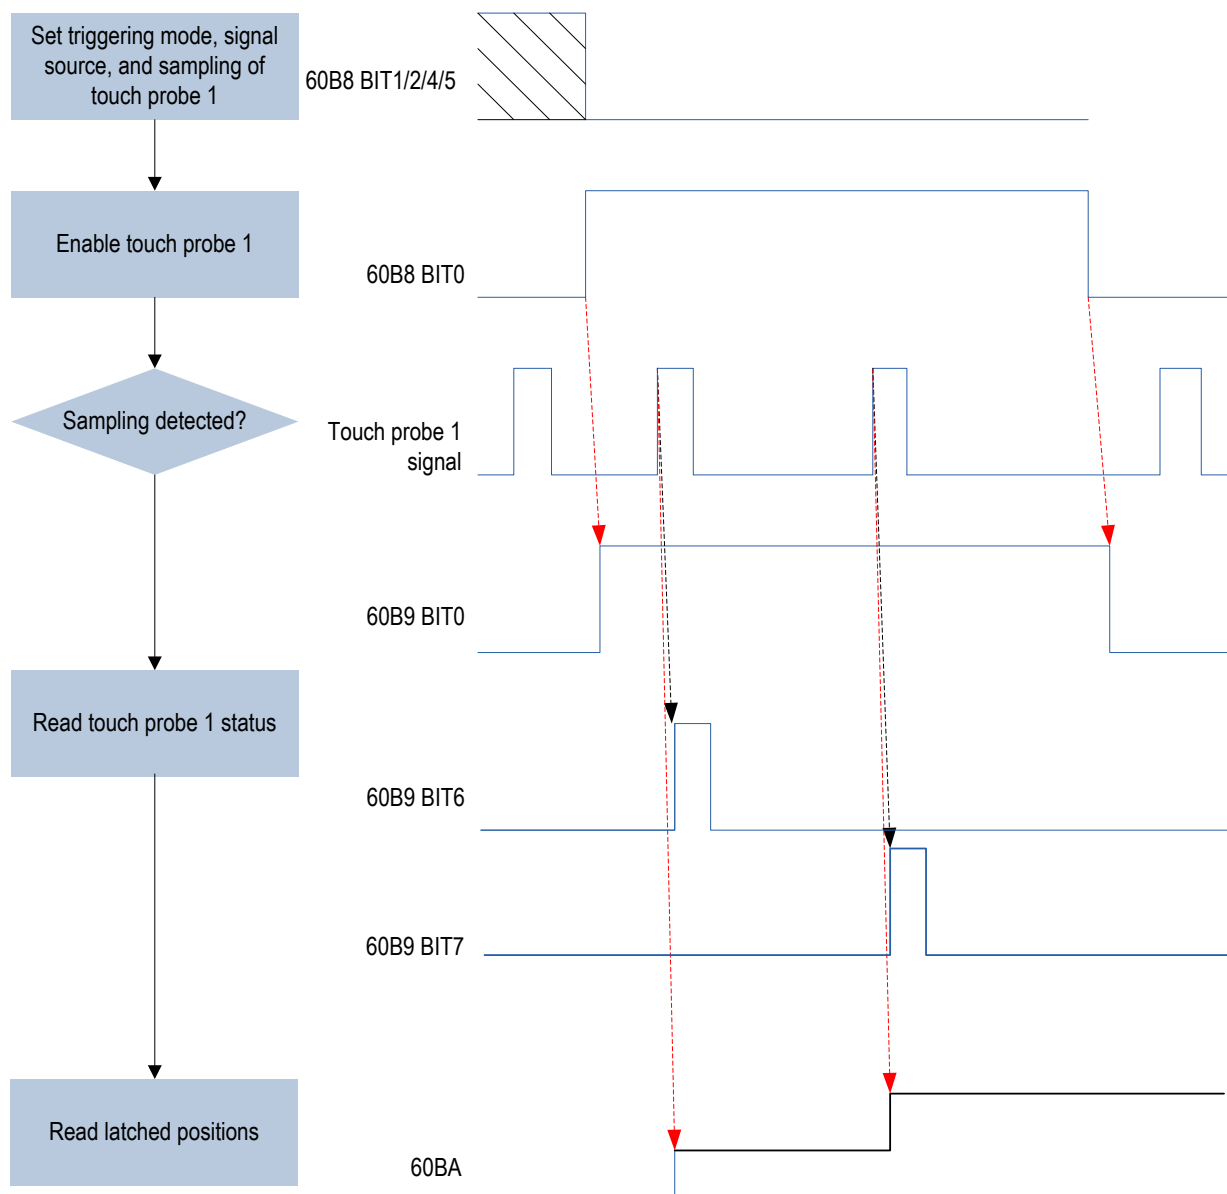 Set triggering mode, signal
source, and sampling of
touch probe 1
60B8 BIT1/2/4/5
Enable touch probe 1
60B8 BIT0
Sampling detected?
Touch probe 1
signal
60B9 BIT0
Read touch probe 1 status
60B9 BIT6
60B9 BIT7
Read latched positions
60BA